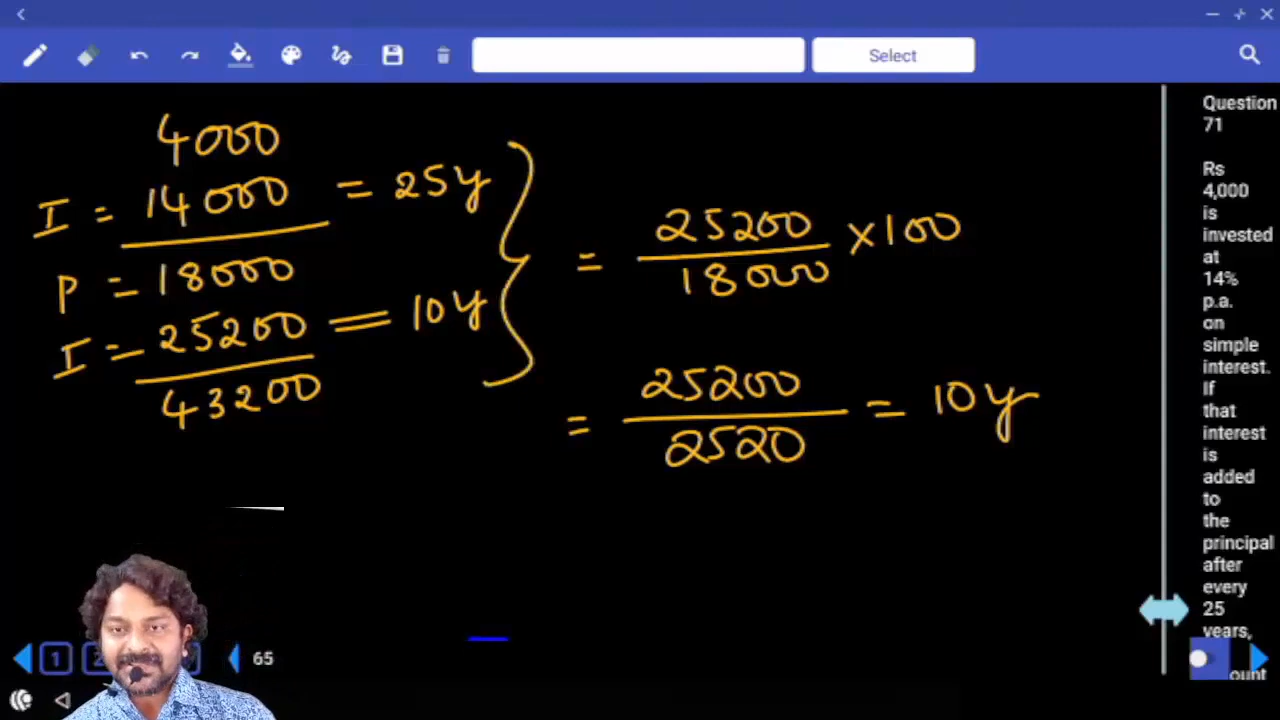 Select
4000
I = 14000 = 25y
P = 18000
I = 25200 = 10y
43200
= 25200 / 18000 × 100
= 25200 / 2520 = 10y
Question
71
Rs
4,000
is
invested
at
14%
p.a.
on
simple
interest.
If
that
interest
is
added
to
the
principal
after
every
25
years,
1
65